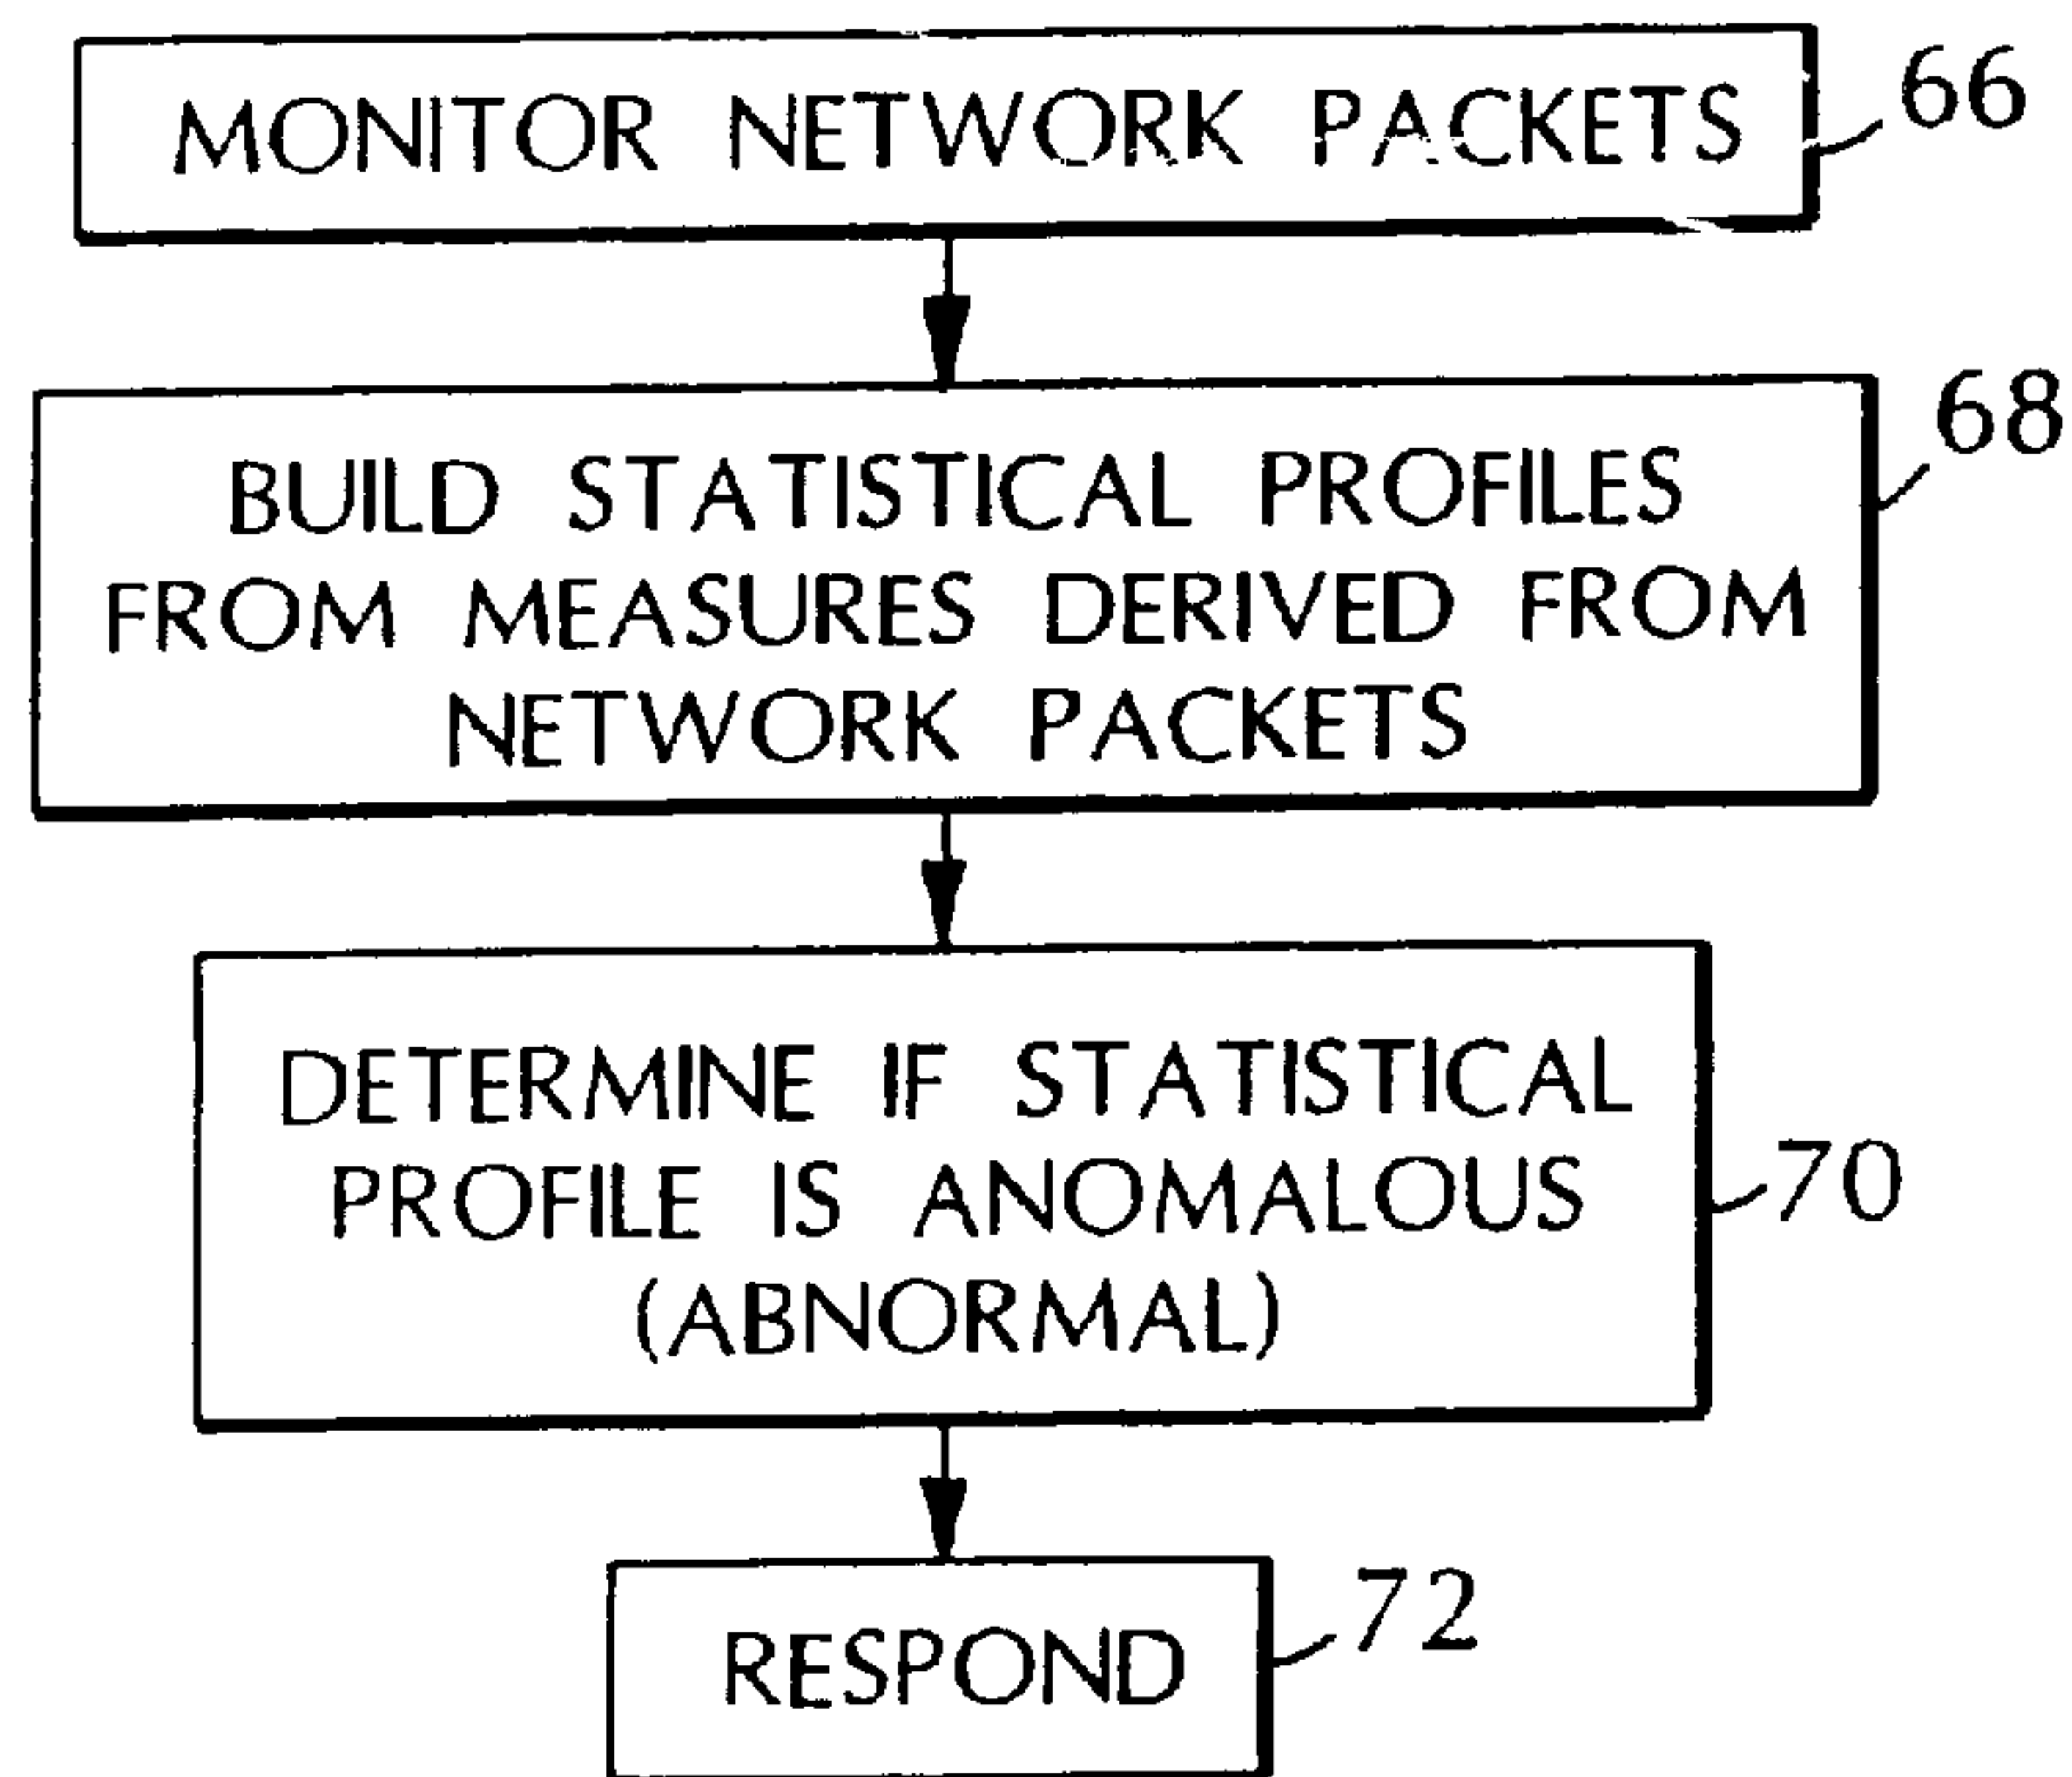 MONITOR NETWORK PACKETS
66
BUILD STATISTICAL PROFILES
FROM MEASURES DERIVED FROM
NETWORK PACKETS
68
DETERMINE IF STATISTICAL
PROFILE IS ANOMALOUS
(ABNORMAL)
70
RESPOND
72